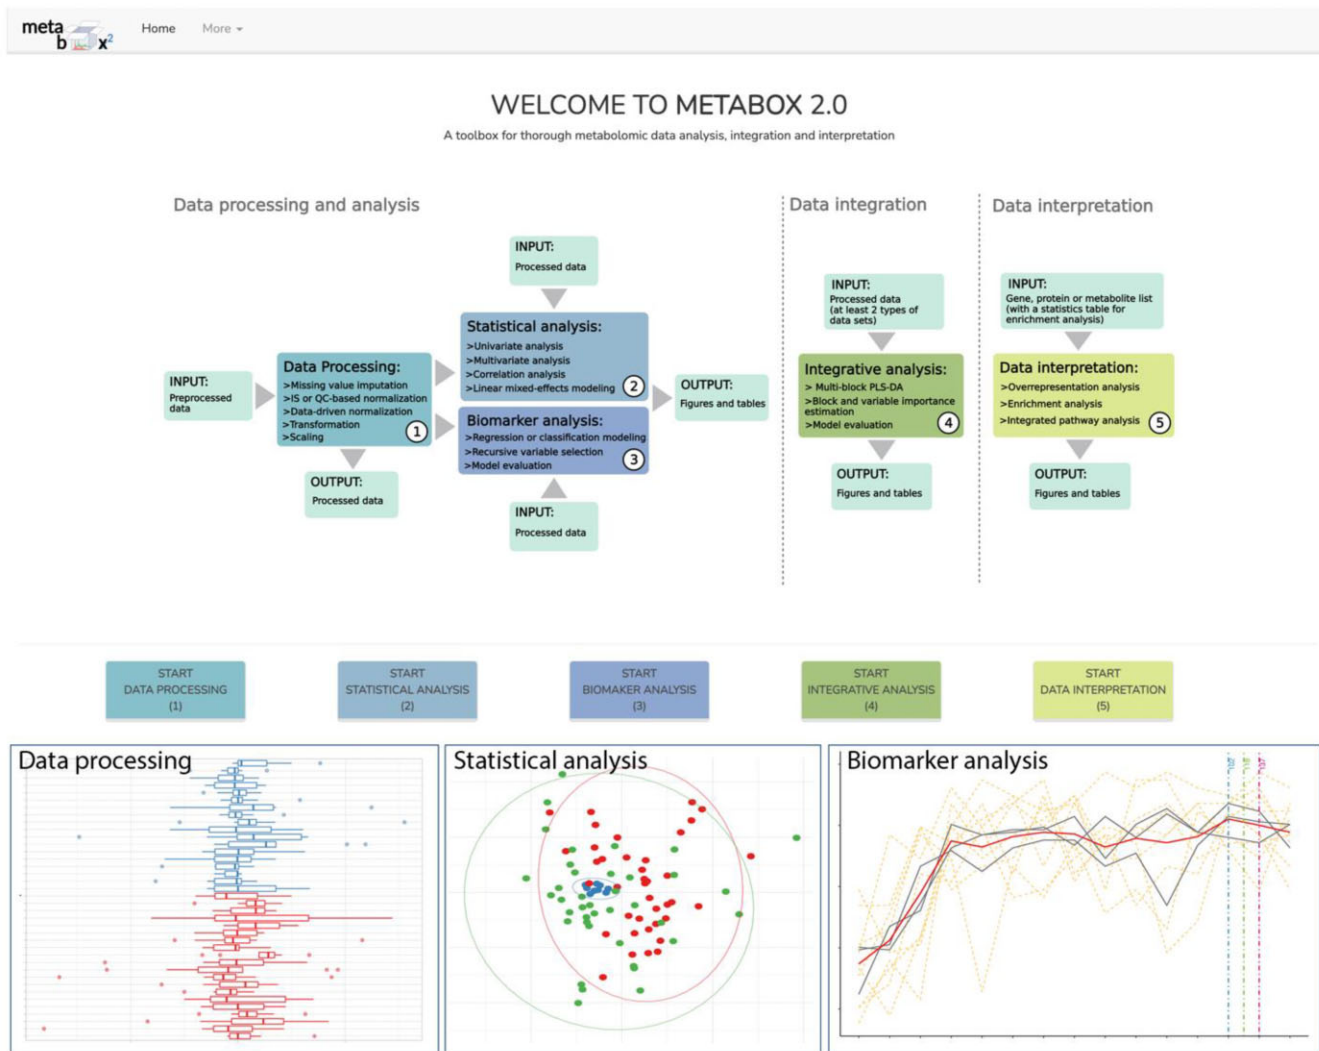 meta
b x²
Home More
WELCOME TO METABOX 2.0
A toolbox for thorough metabolomic data analysis, integration and interpretation
Data processing and analysis
Data integration
Data interpretation
INPUT:
Preprocessed
data
Data Processing:
>Missing value imputation
>IS or QC-based normalization
>Data-driven normalization
>Transformation
>Scaling
1
OUTPUT:
Processed data
INPUT:
Processed data
Statistical analysis:
>Univariate analysis
>Multivariate analysis
>Correlation analysis
>Linear mixed-effects modeling
2
Biomarker analysis:
>Regression or classification modeling
>Recursive variable selection
>Model evaluation
3
INPUT:
Processed data
OUTPUT:
Figures and tables
INPUT:
Processed data
(at least 2 types of
data sets)
Integrative analysis:
> Multi-block PLS-DA
>Block and variable importance
estimation
>Model evaluation
4
OUTPUT:
Figures and tables
INPUT:
Gene, protein or metabolite list
(with a statistics table for
enrichment analysis)
Data interpretation:
>Overrepresentation analysis
>Enrichment analysis
>Integrated pathway analysis
5
OUTPUT:
Figures and tables
START
DATA PROCESSING
(1)
START
STATISTICAL ANALYSIS
(2)
START
BIOMAKER ANALYSIS
(3)
START
INTEGRATIVE ANALYSIS
(4)
START
DATA INTERPRETATION
(5)
Data processing
Statistical analysis
Biomarker analysis